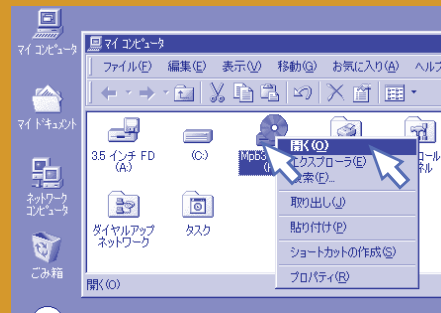 マイ コンピュータ
マイ コンピュータ
ファイル(F) 編集(E) 表示(V) 移動(G) お気に入り(A) ヘルプ
マイ ドキュメント
3.5 インチ FD
(A:)
(C:)
Mpb3
開く(O)
エクスプローラ(E)
検索(F)...
取り出し(J)
貼り付け(P)
ショートカットの作成(S)
プロパティ(R)
ネットワーク
コンピュータ
ダイヤルアップ
ネットワーク
タスク
ごみ箱
開く(O)